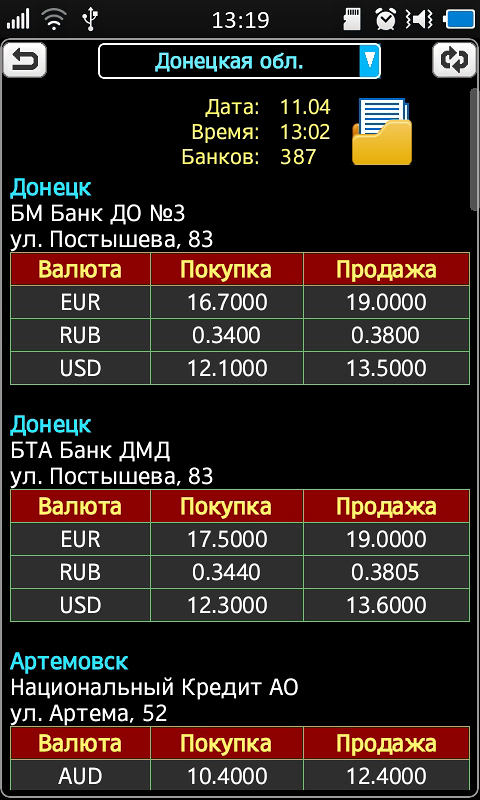 13:19
Донецкая обл.
Дата: 11.04
Время: 13:02
Банков: 387
Донецк
БМ Банк ДО №3
ул. Постышева, 83
Валюта Покупка Продажа
EUR 16.7000 19.0000
RUB 0.3400 0.3800
USD 12.1000 13.5000
Донецк
БТА Банк ДМД
ул. Постышева, 83
Валюта Покупка Продажа
EUR 17.5000 19.0000
RUB 0.3440 0.3805
USD 12.3000 13.6000
Артемовск
Национальный Кредит АО
ул. Артема, 52
Валюта Покупка Продажа
AUD 10.4000 12.4000